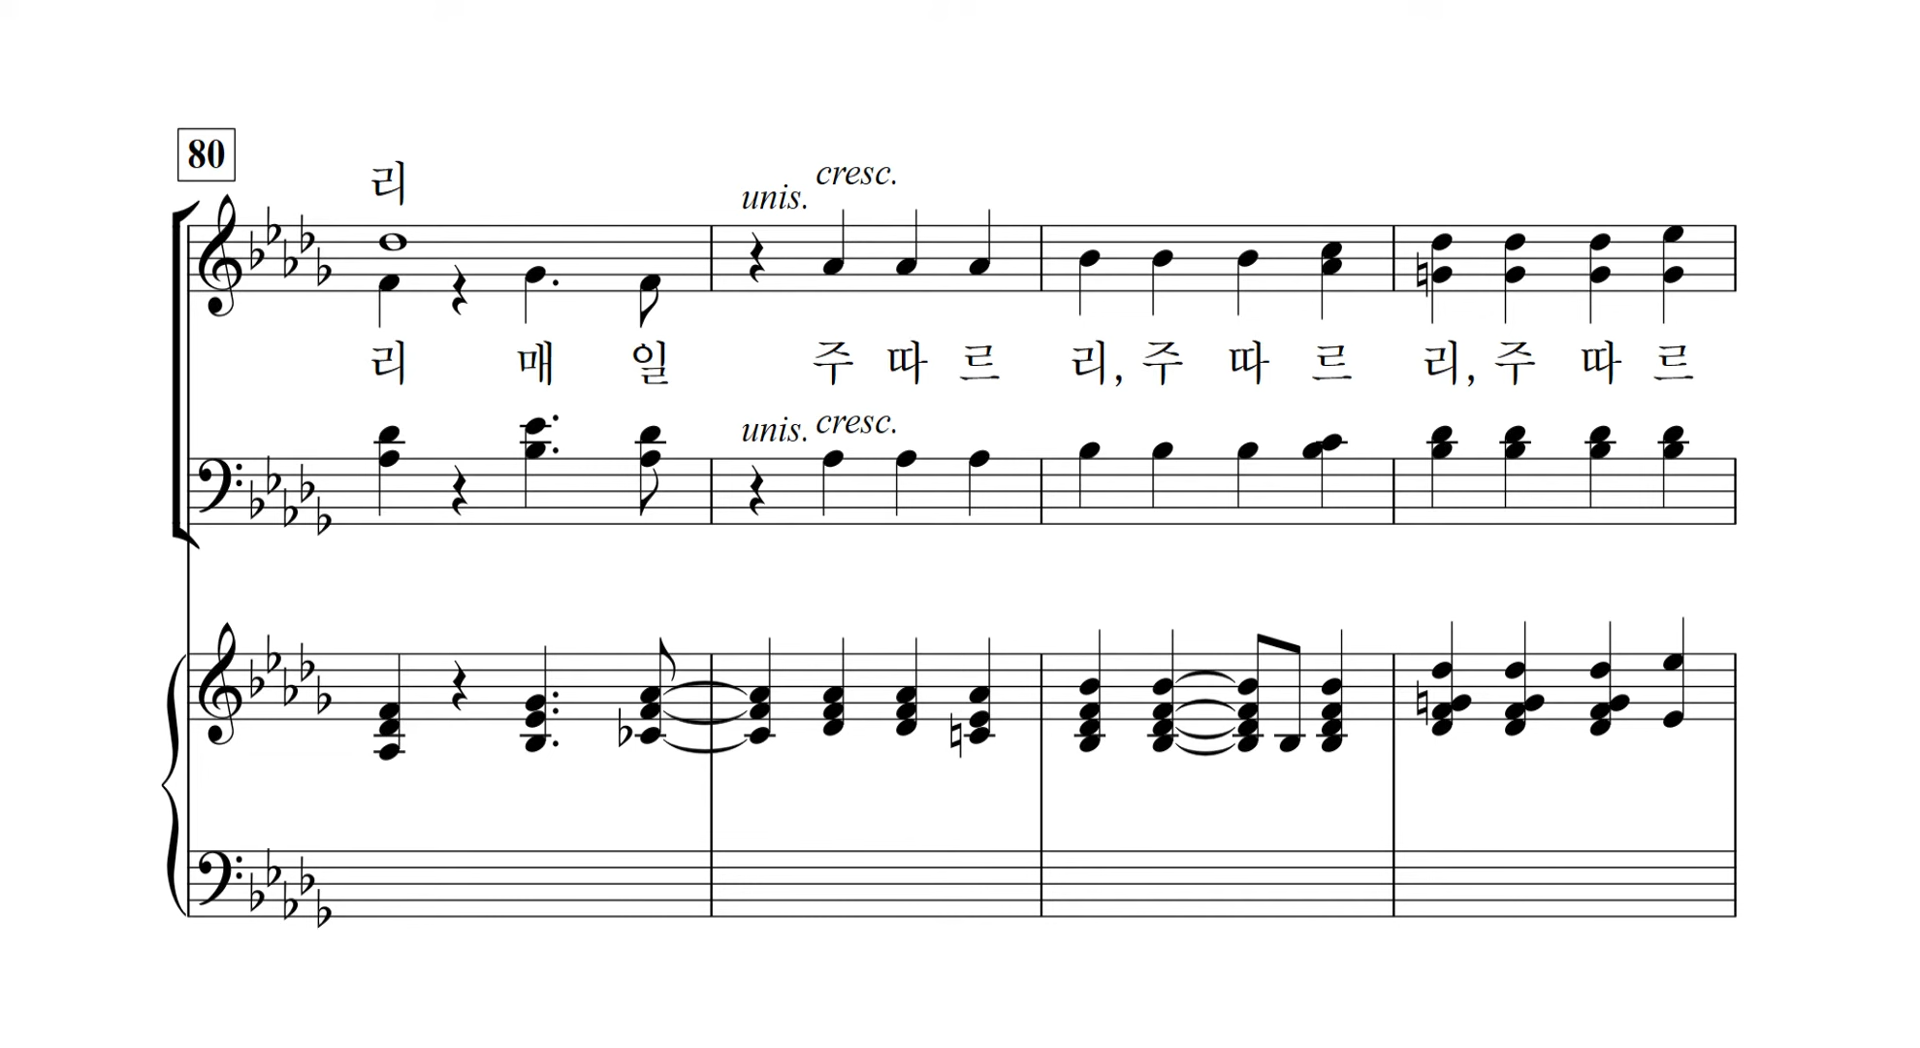 80
리
cresc.
unis.
리 매 일 주 따 르 리, 주 따 르 리, 주 따 르
unis. cresc.